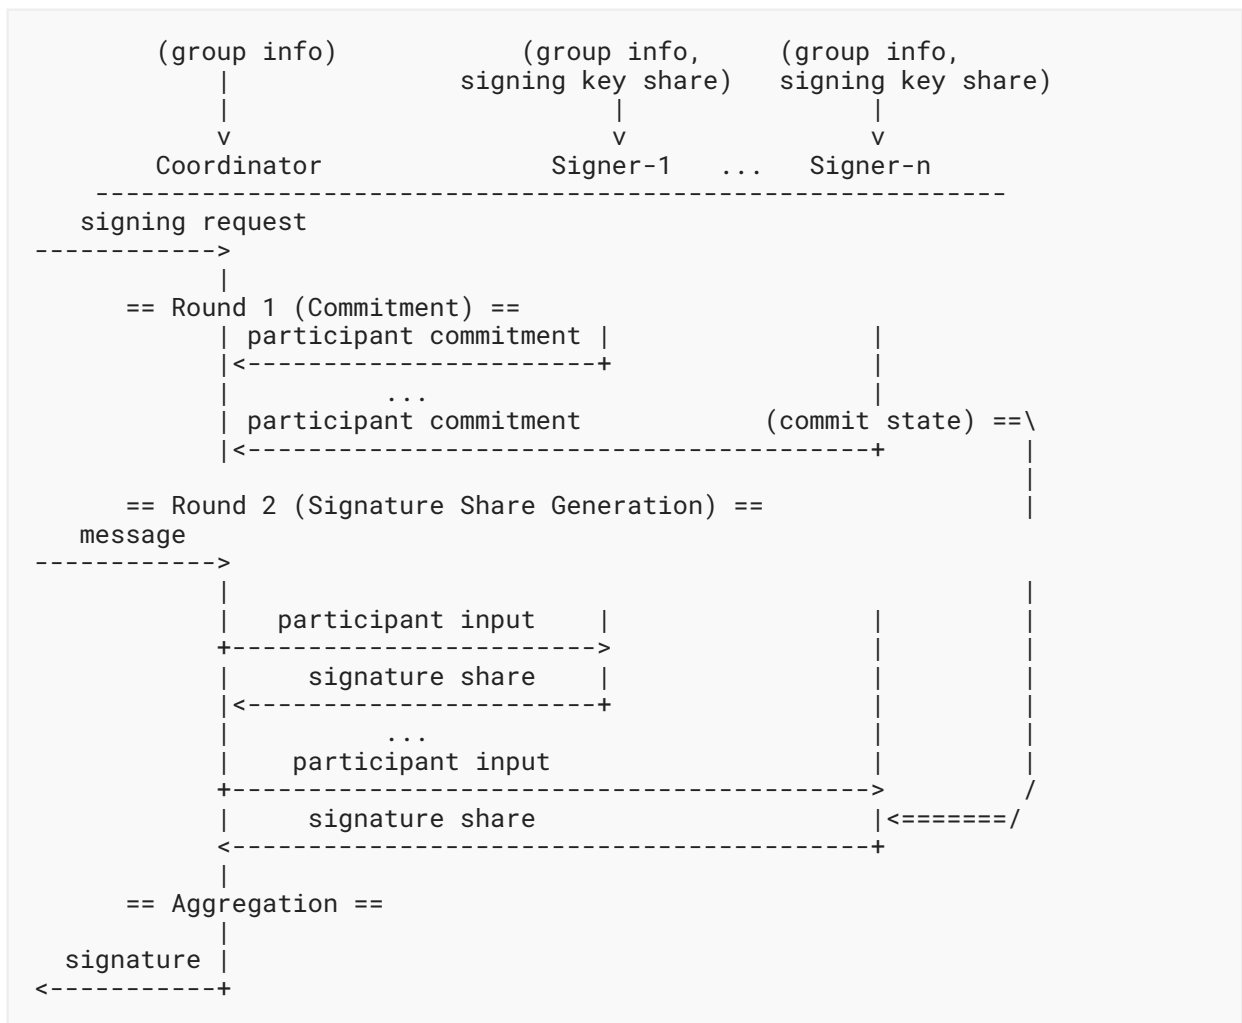 (group info)             (group info,     (group info,
            |               signing key share)   signing key share)
            |                         |                |
            v                         v                v
        Coordinator               Signer-1   ...   Signer-n
    ------------------------------------------------------------
   signing request
------------>
            |
      == Round 1 (Commitment) ==
            | participant commitment |                 |
            |<-----------------------+                 |
            |          ...                             |
            | participant commitment            (commit state) ==\
            |<-----------------------------------------+         |
                                                                 |
      == Round 2 (Signature Share Generation) ==                 |
   message
------------>
            |                                                    |
            |   participant input    |                 |         |
            +------------------------>                 |         |
            |     signature share    |                 |         |
            |<-----------------------+                 |         |
            |          ...                             |         |
            |    participant input                     |         |
            +------------------------------------------>         /
            |     signature share                      |<=======/
            <------------------------------------------+
            |
      == Aggregation ==
            |
  signature |
<-----------+